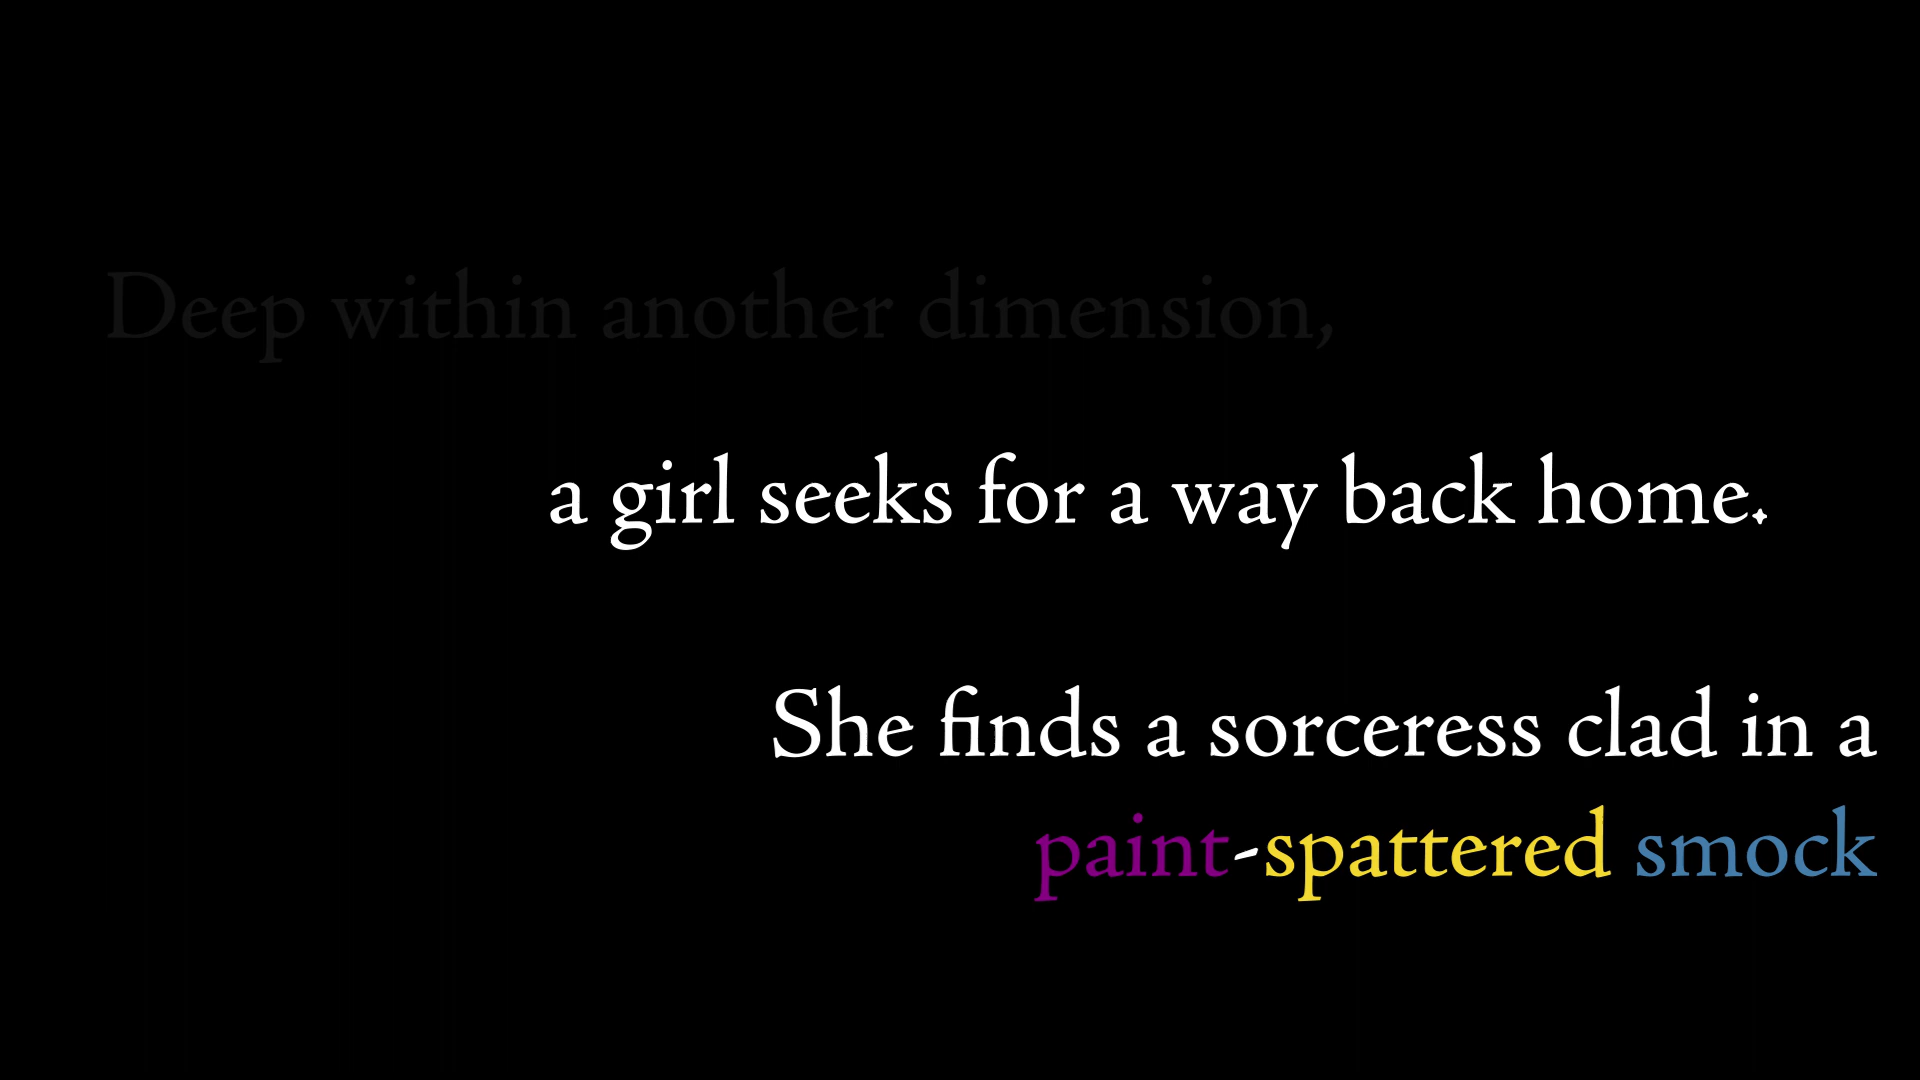 Deep within another dimension,
a girl seeks for a way back home.
She finds a sorceress clad in a
paint-spattered smock